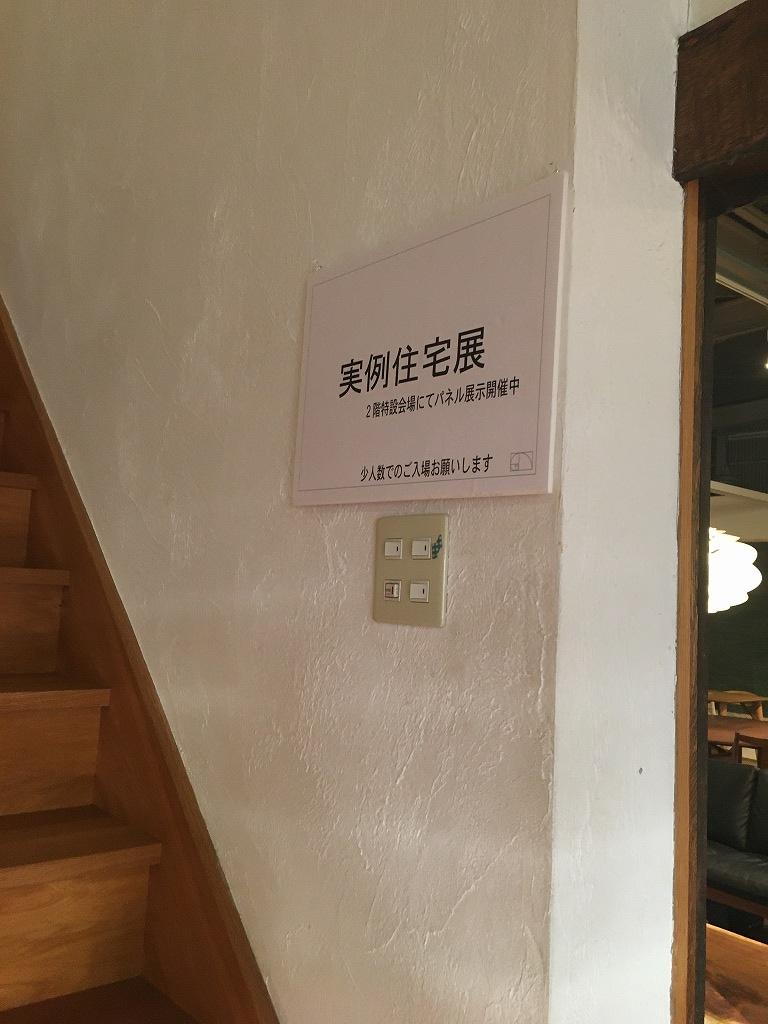 実例住宅展
２階特設会場にてパネル展示開催中
少人数でのご入場お願いします